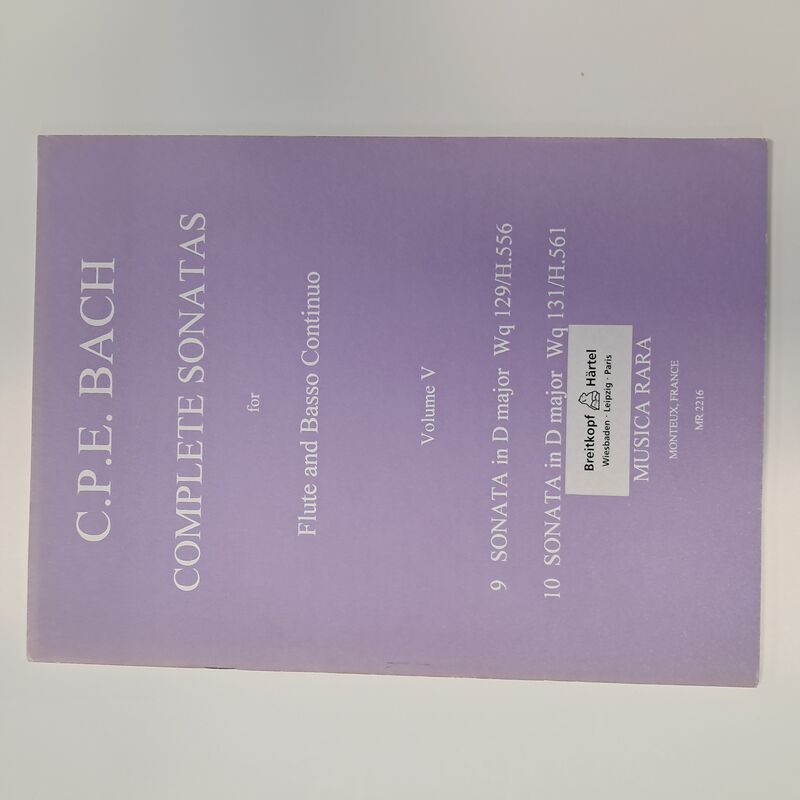 C.P.E. BACH
COMPLETE SONATAS
for
Flute and Basso Continuo
Volume V
9 SONATA in D major Wq 129/H.556
10 SONATA in D major Wq 131/H.561
Breitkopf Härtel
Wiesbaden · Leipzig · Paris
MUSICA RARA
MONTEUX, FRANCE
MR 2216